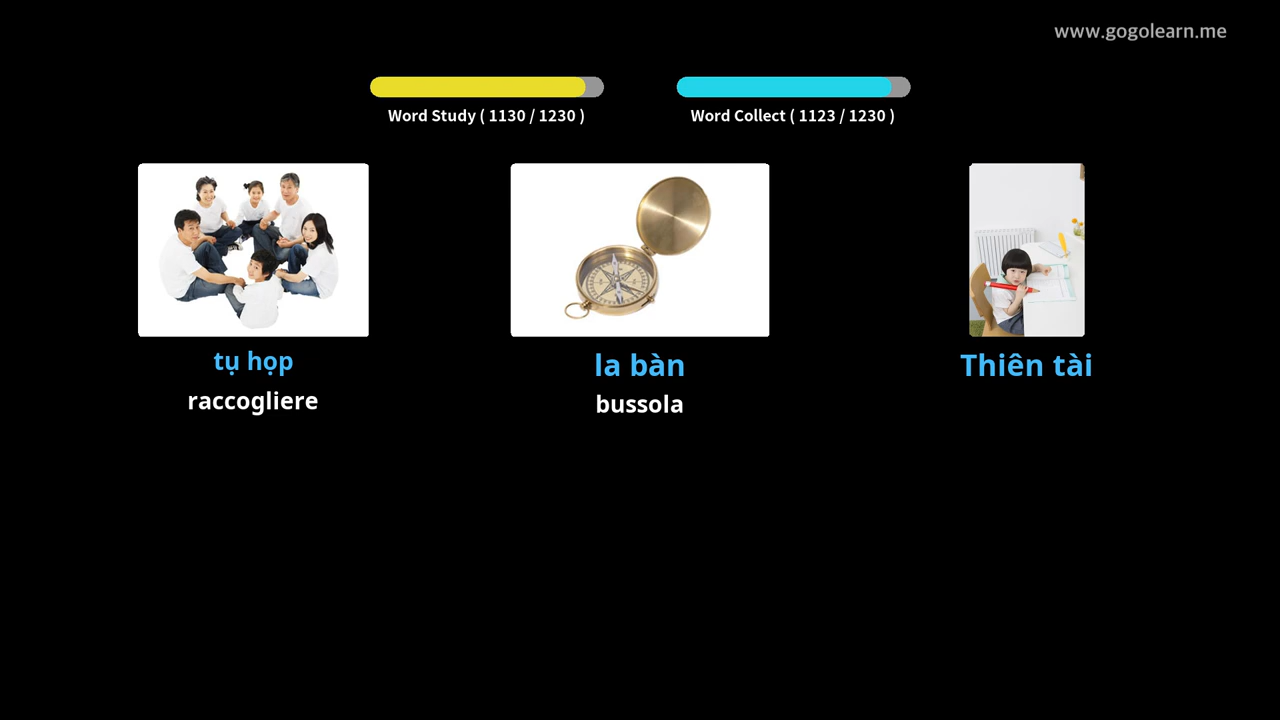 www.gogolearn.me
Word Study ( 1130 / 1230 )
Word Collect ( 1123 / 1230 )
tụ họp
raccogliere
la bàn
bussola
Thiên tài